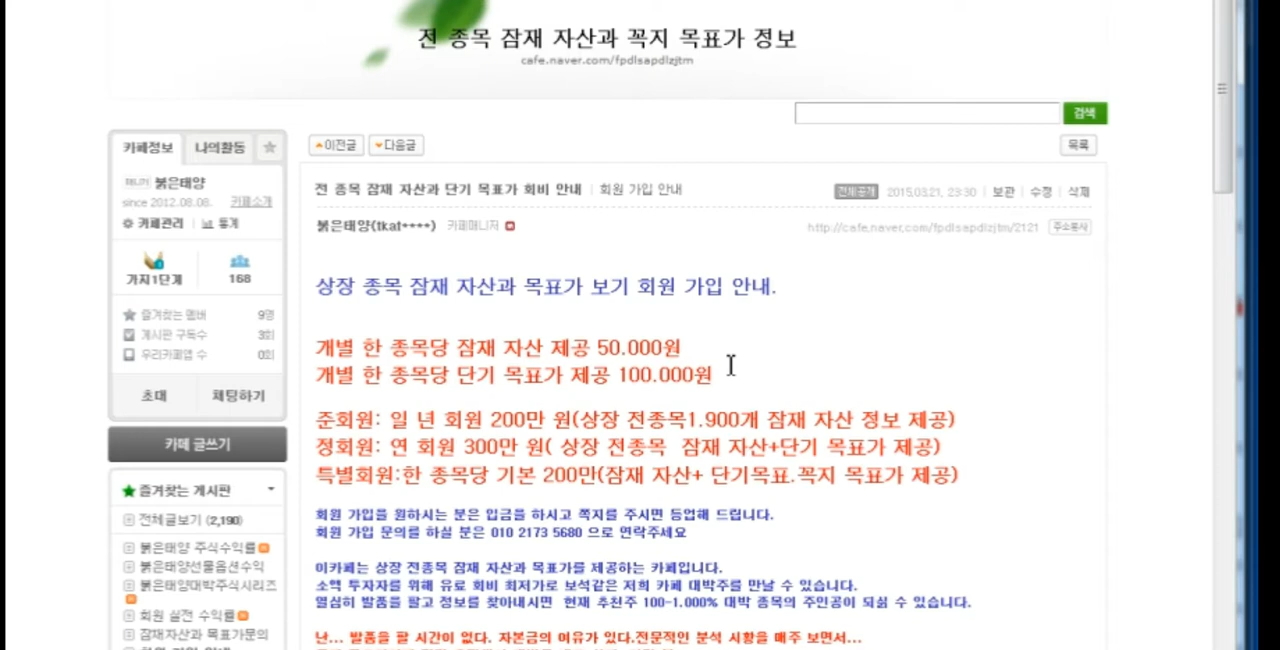 전 종목 잠재 자산과 꼭지 목표가 정보
cafe.naver.com/fpdlsapdlzjtm
검색
카페정보 나의활동
이전글 다음글 목록
매니저 붉은태양
since 2012.08.08. 카페소개
카페관리 통계
가지1단계 168
즐겨찾는 멤버 9명
게시판 구독수 3회
우리카페앱 수 0회
초대 채팅하기
카페 글쓰기
즐겨찾는 게시판
전체글보기 (2,190)
붉은태양 주식수익률
붉은태양선물옵션수익
붉은태양대박주식시리즈
회원 실전 수익률
잠재자산과 목표가문의
전 종목 잠재 자산과 단기 목표가 회비 안내 | 회원 가입 안내
전체공개 2015.03.21. 23:30 | 보관 | 수정 | 삭제
붉은태양(tkat****) 카페매니저
http://cafe.naver.com/fpdlsapdlzjtm/2121 주소복사
상장 종목 잠재 자산과 목표가 보기 회원 가입 안내.
개별 한 종목당 잠재 자산 제공 50.000원
개별 한 종목당 단기 목표가 제공 100.000원
준회원: 일 년 회원 200만 원(상장 전종목1.900개 잠재 자산 정보 제공)
정회원: 연 회원 300만 원( 상장 전종목 잠재 자산+단기 목표가 제공)
특별회원:한 종목당 기본 200만(잠재 자산+ 단기목표.꼭지 목표가 제공)
회원 가입을 원하시는 분은 입금을 하시고 쪽지를 주시면 등업해 드립니다.
회원 가입 문의를 하실 분은 010 2173 5680 으로 연락주세요
이카페는 상장 전종목 잠재 자산과 목표가를 제공하는 카페입니다.
소액 투자자를 위해 유료 회비 최저가로 보석같은 저희 카페 대박주를 만날 수 있습니다.
열심히 발품을 팔고 정보를 찾아내시면 현재 추천주 100-1.000% 대박 종목의 주인공이 되실 수 있습니다.
난... 발품을 팔 시간이 없다. 자본금의 여유가 있다.전문적인 분석 시황을 매주 보면서...